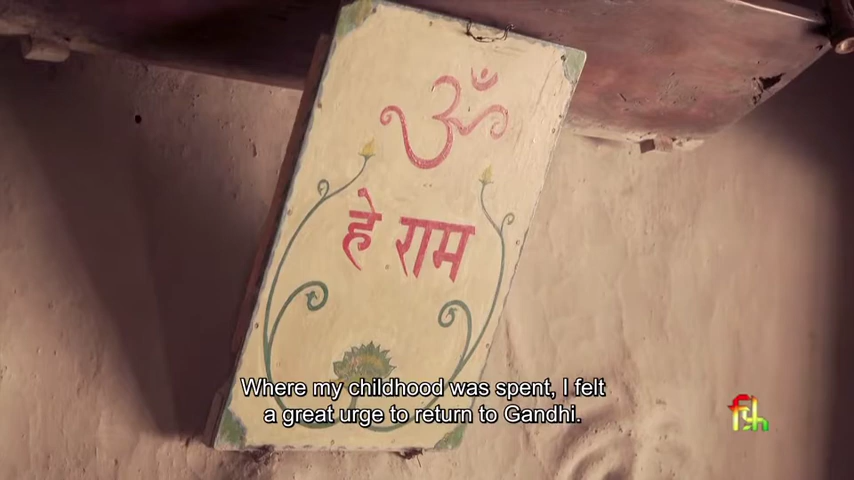 ॐ
हे राम
Where my childhood was spent, I felt
a great urge to return to Gandhi.